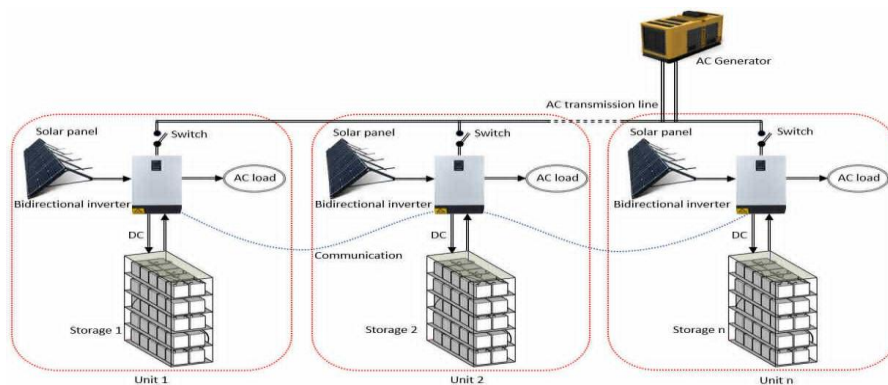 AC Generator
AC transmission line
Solar panel
Switch
Solar panel
Switch
Solar panel
Switch
AC load
AC load
AC load
Bidirectional inverter
Bidirectional inverter
Bidirectional inverter
DC
DC
DC
Communication
Storage 1
Storage 2
Storage n
Unit 1
Unit 2
Unit n